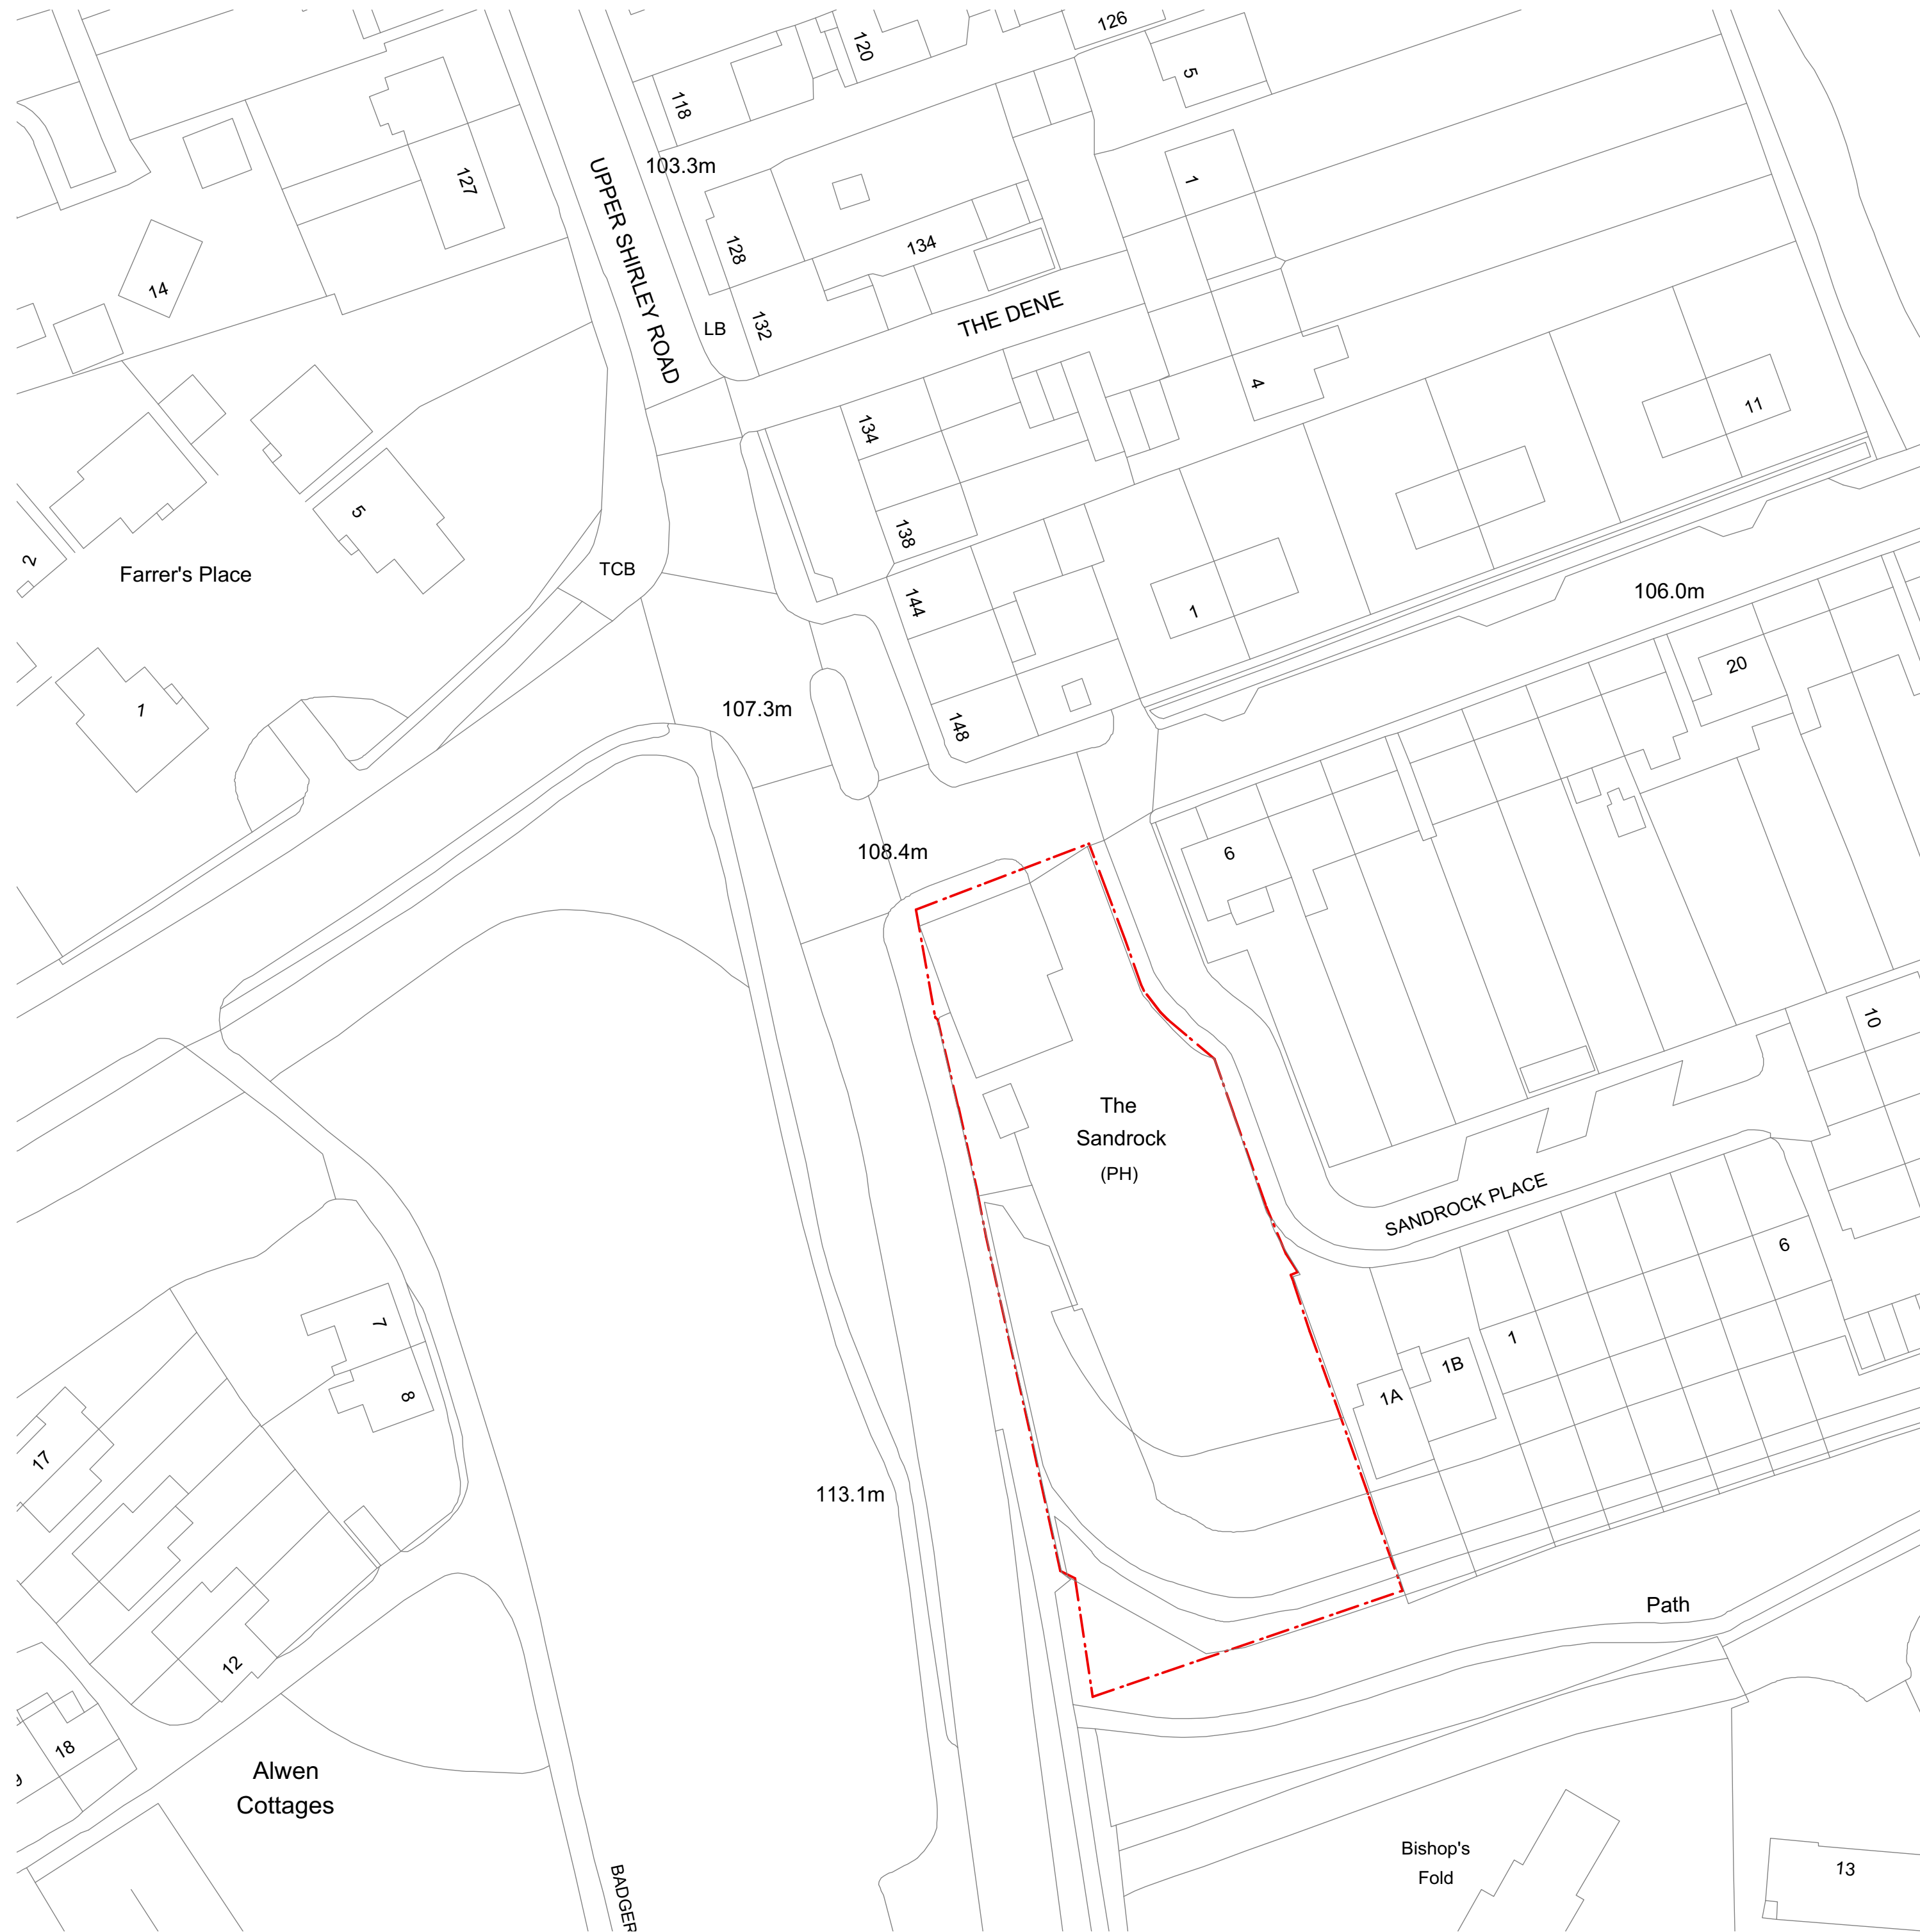 126
120
5
118
103.3m
127
1
UPPER SHIRLEY ROAD
128
134
14
132
LB
THE DENE
4
11
134
5
138
2
Farrer's Place
TCB
144
1
106.0m
20
1
107.3m
148
108.4m
6
10
The
Sandrock
(PH)
SANDROCK PLACE
6
7
1
1B
1A
8
17
113.1m
Path
12
18
9
Alwen
Cottages
Bishop's
Fold
13
BADGER